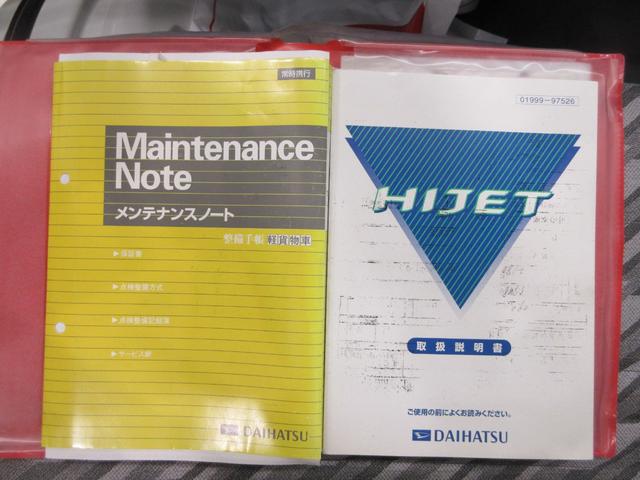 常時携行
Maintenance
Note
メンテナンスノート
整備手帳 軽貨物車
▶保証書
▶点検整備方式
▶点検整備記録簿
▶サービス網
DAIHATSU
01999-97526
HIJET
取扱説明書
ご使用の前によくお読みください。
DAIHATSU